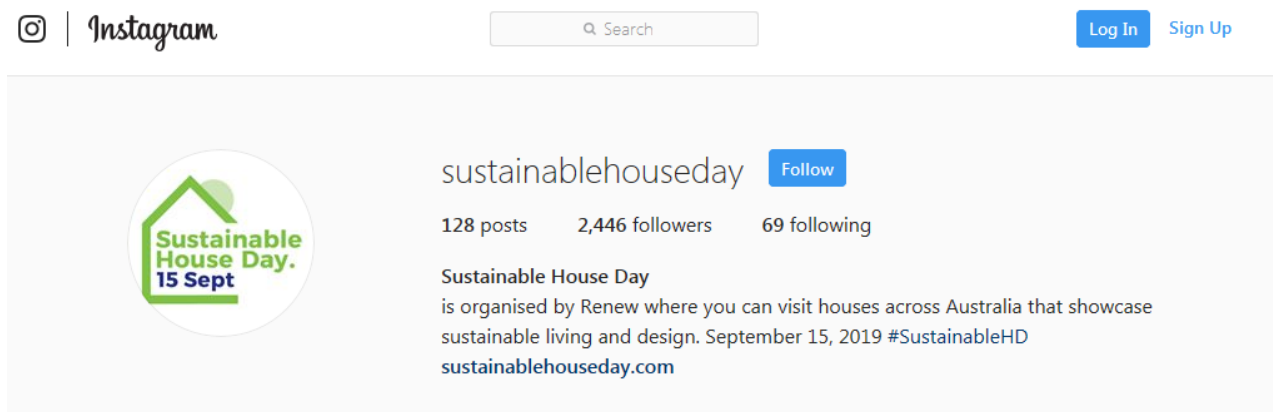 Instagram
Search
Log In
Sign Up
sustainablehouseday
Follow
128 posts 2,446 followers 69 following
Sustainable
House Day.
15 Sept
Sustainable House Day
is organised by Renew where you can visit houses across Australia that showcase
sustainable living and design. September 15, 2019 #SustainableHD
sustainablehouseday.com